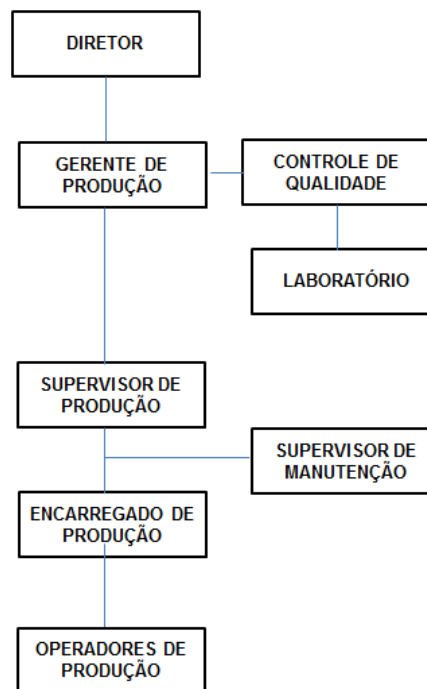 DIRETOR
GERENTE DE
PRODUÇÃO
CONTROLE DE
QUALIDADE
LABORATÓRIO
SUPERVISOR DE
PRODUÇÃO
SUPERVISOR DE
MANUTENÇÃO
ENCARREGADO DE
PRODUÇÃO
OPERADORES DE
PRODUÇÃO